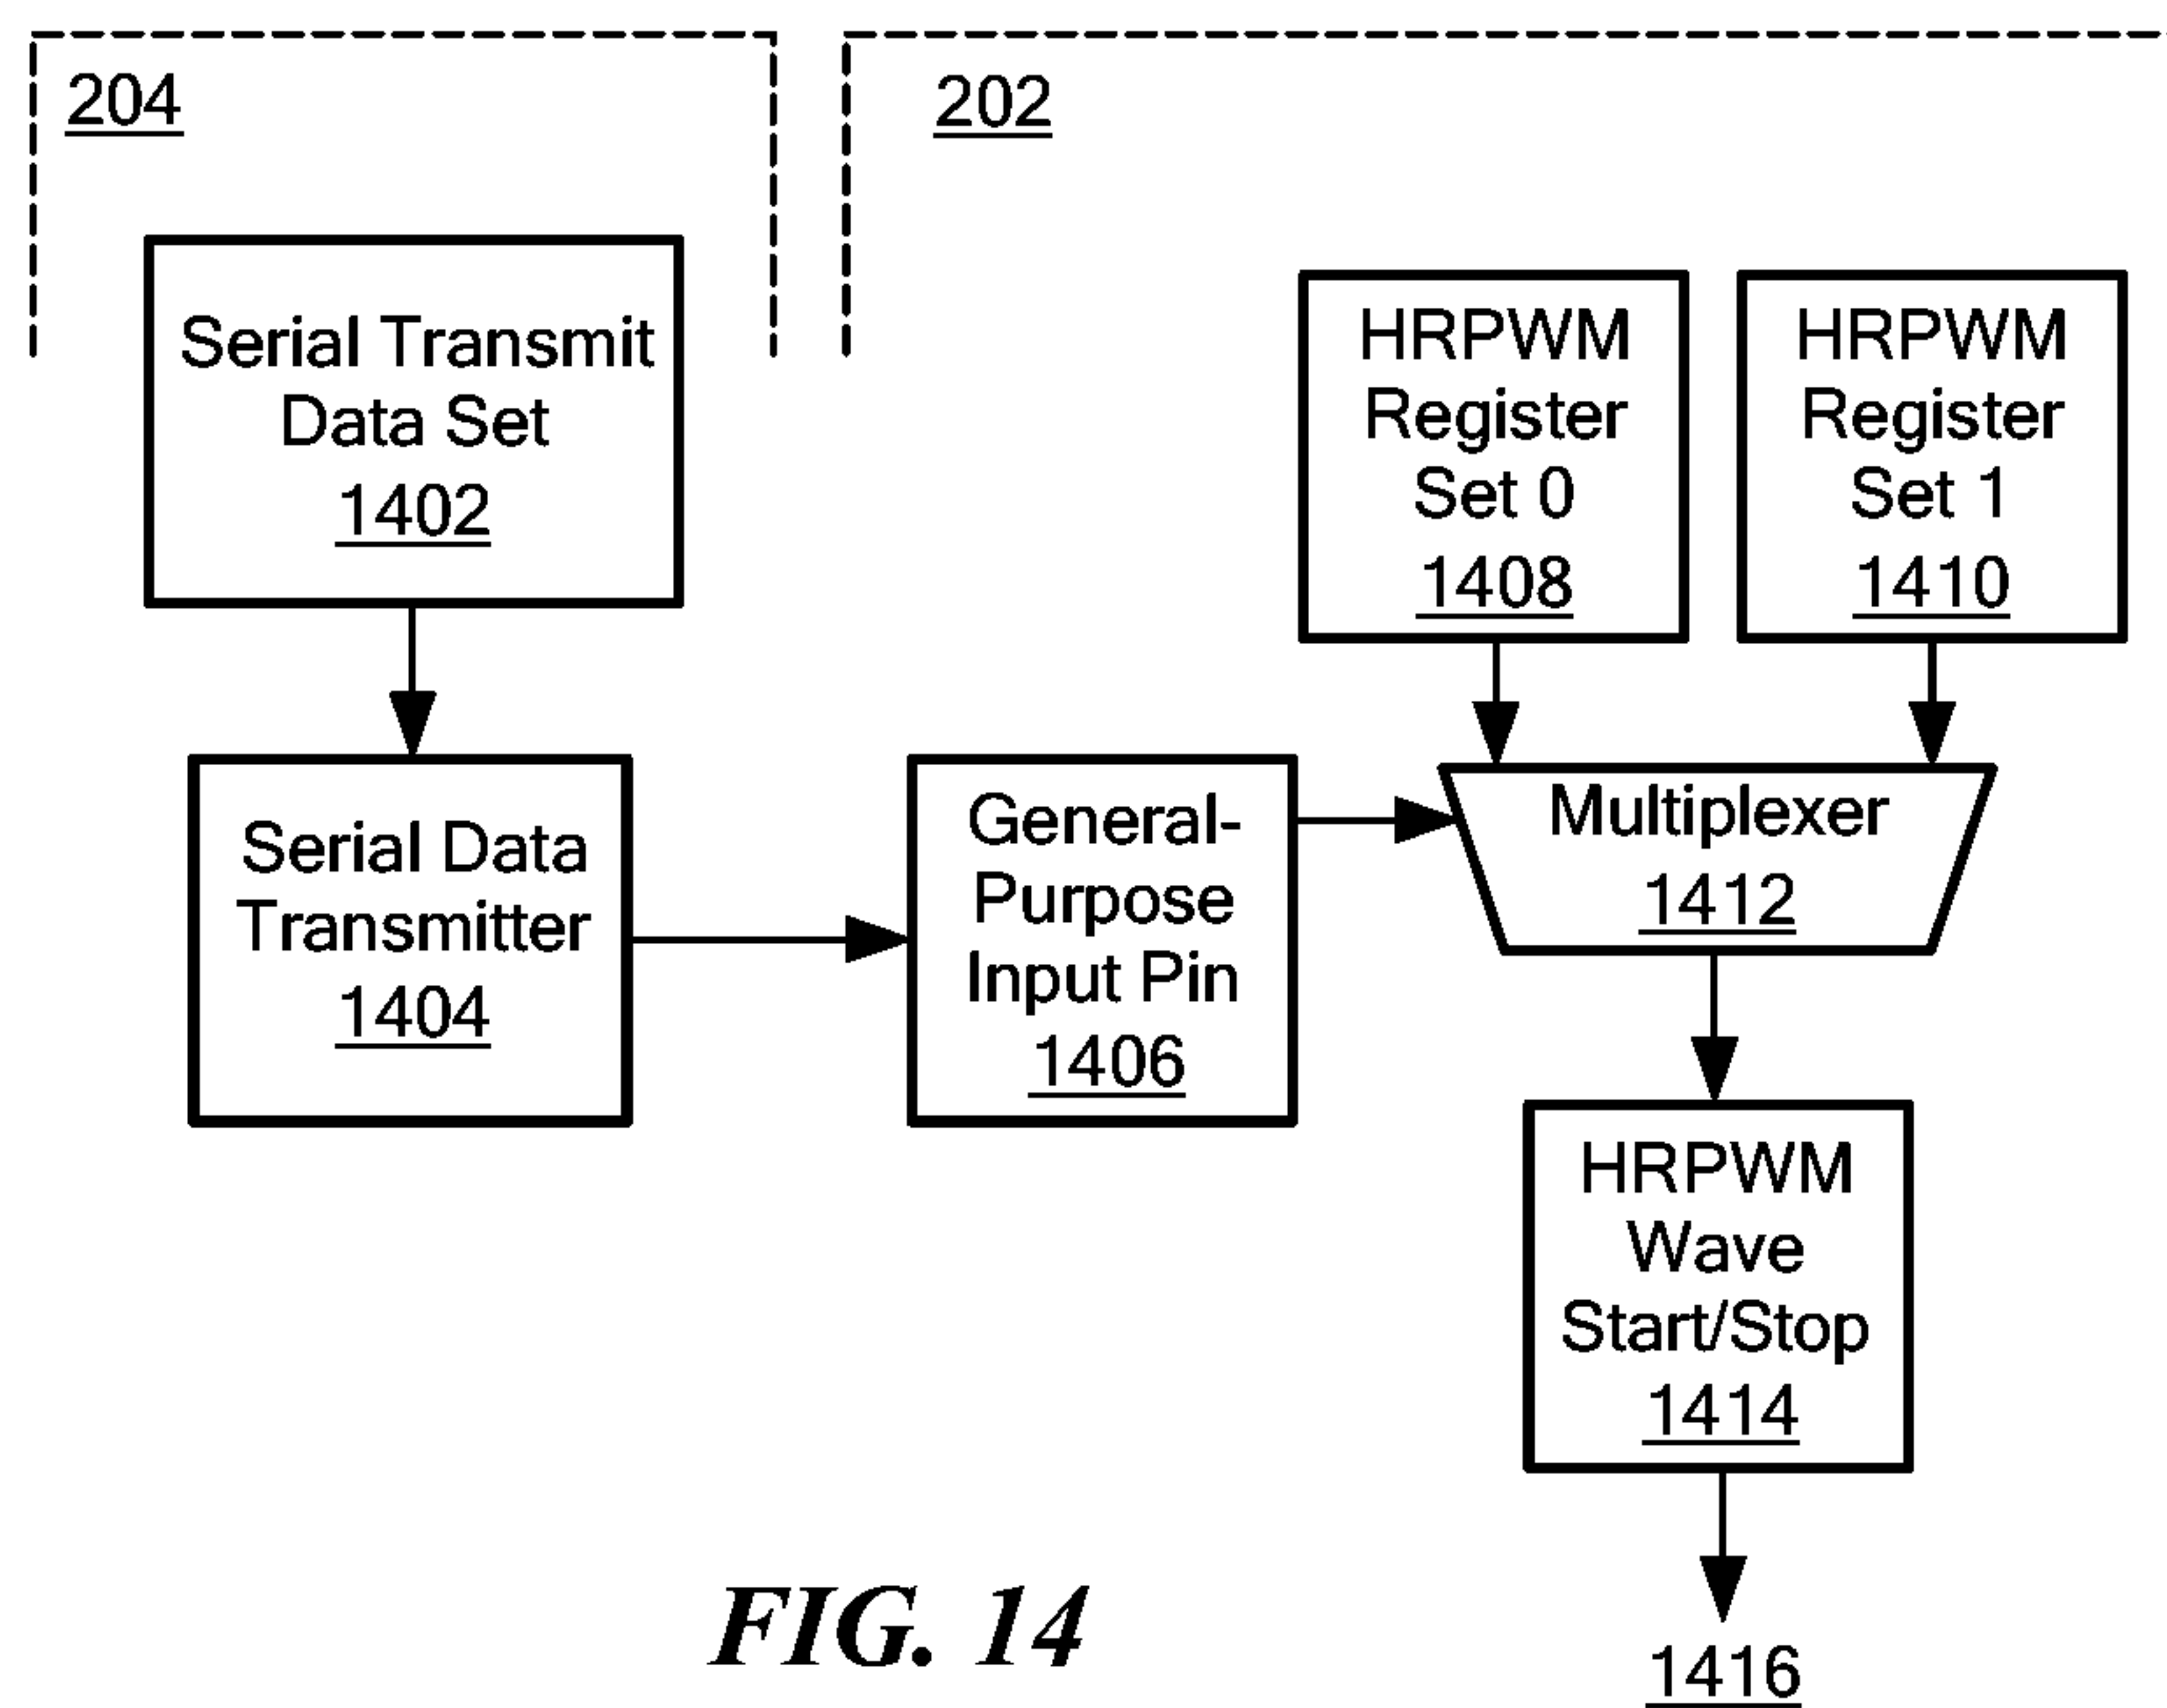 204
202
Serial Transmit
Data Set
1402
HRPWM
Register
Set 0
1408
HRPWM
Register
Set 1
1410
Serial Data
Transmitter
1404
General-
Purpose
Input Pin
1406
Multiplexer
1412
HRPWM
Wave
Start/Stop
1414
1416
FIG. 14